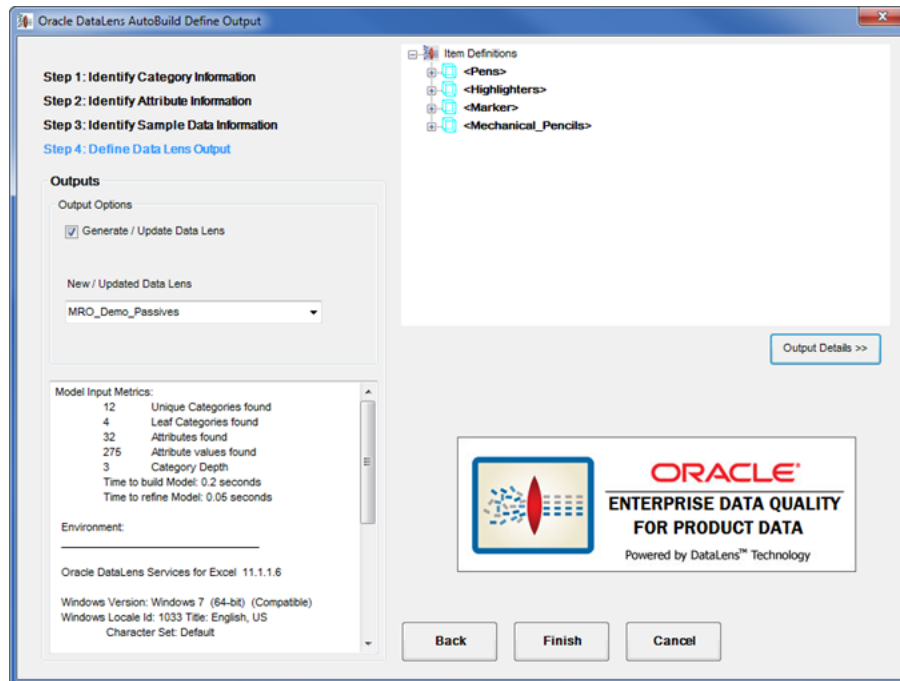 Oracle DataLens AutoBuild Define Output
Step 1: Identify Category Information
Step 2: Identify Attribute Information
Step 3: Identify Sample Data Information
Step 4: Define Data Lens Output
Outputs
Output Options
Generate / Update Data Lens
New / Updated Data Lens
MRO_Demo_Passives
Model Input Metrics:
12 Unique Categories found
4 Leaf Categories found
32 Attributes found
275 Attribute values found
3 Category Depth
Time to build Model: 0.2 seconds
Time to refine Model: 0.05 seconds
Environment:
Oracle DataLens Services for Excel 11.1.1.6
Windows Version: Windows 7 (64-bit) (Compatible)
Windows Locale Id: 1033 Title: English, US
Character Set: Default
Item Definitions
<Pens>
<Highlighters>
<Marker>
<Mechanical_Pencils>
Output Details >>
ORACLE®
ENTERPRISE DATA QUALITY
FOR PRODUCT DATA
Powered by DataLens™ Technology
Back
Finish
Cancel